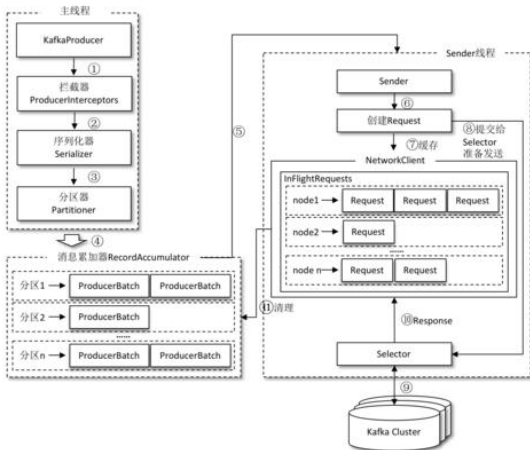 主线程
KafkaProducer
①
拦截器
ProducerInterceptors
②
序列化器
Serializer
③
分区器
Partitioner
④
消息累加器RecordAccumulator
分区1
ProducerBatch
ProducerBatch
分区2
ProducerBatch
......
分区n
ProducerBatch
ProducerBatch
⑤
Sender线程
Sender
⑥
创建Request
⑦缓存
⑧提交给
Selector
准备发送
NetworkClient
InFlightRequests
node1
Request
Request
Request
node2
Request
......
node n
Request
Request
⑪清理
⑩Response
Selector
⑨
Kafka Cluster